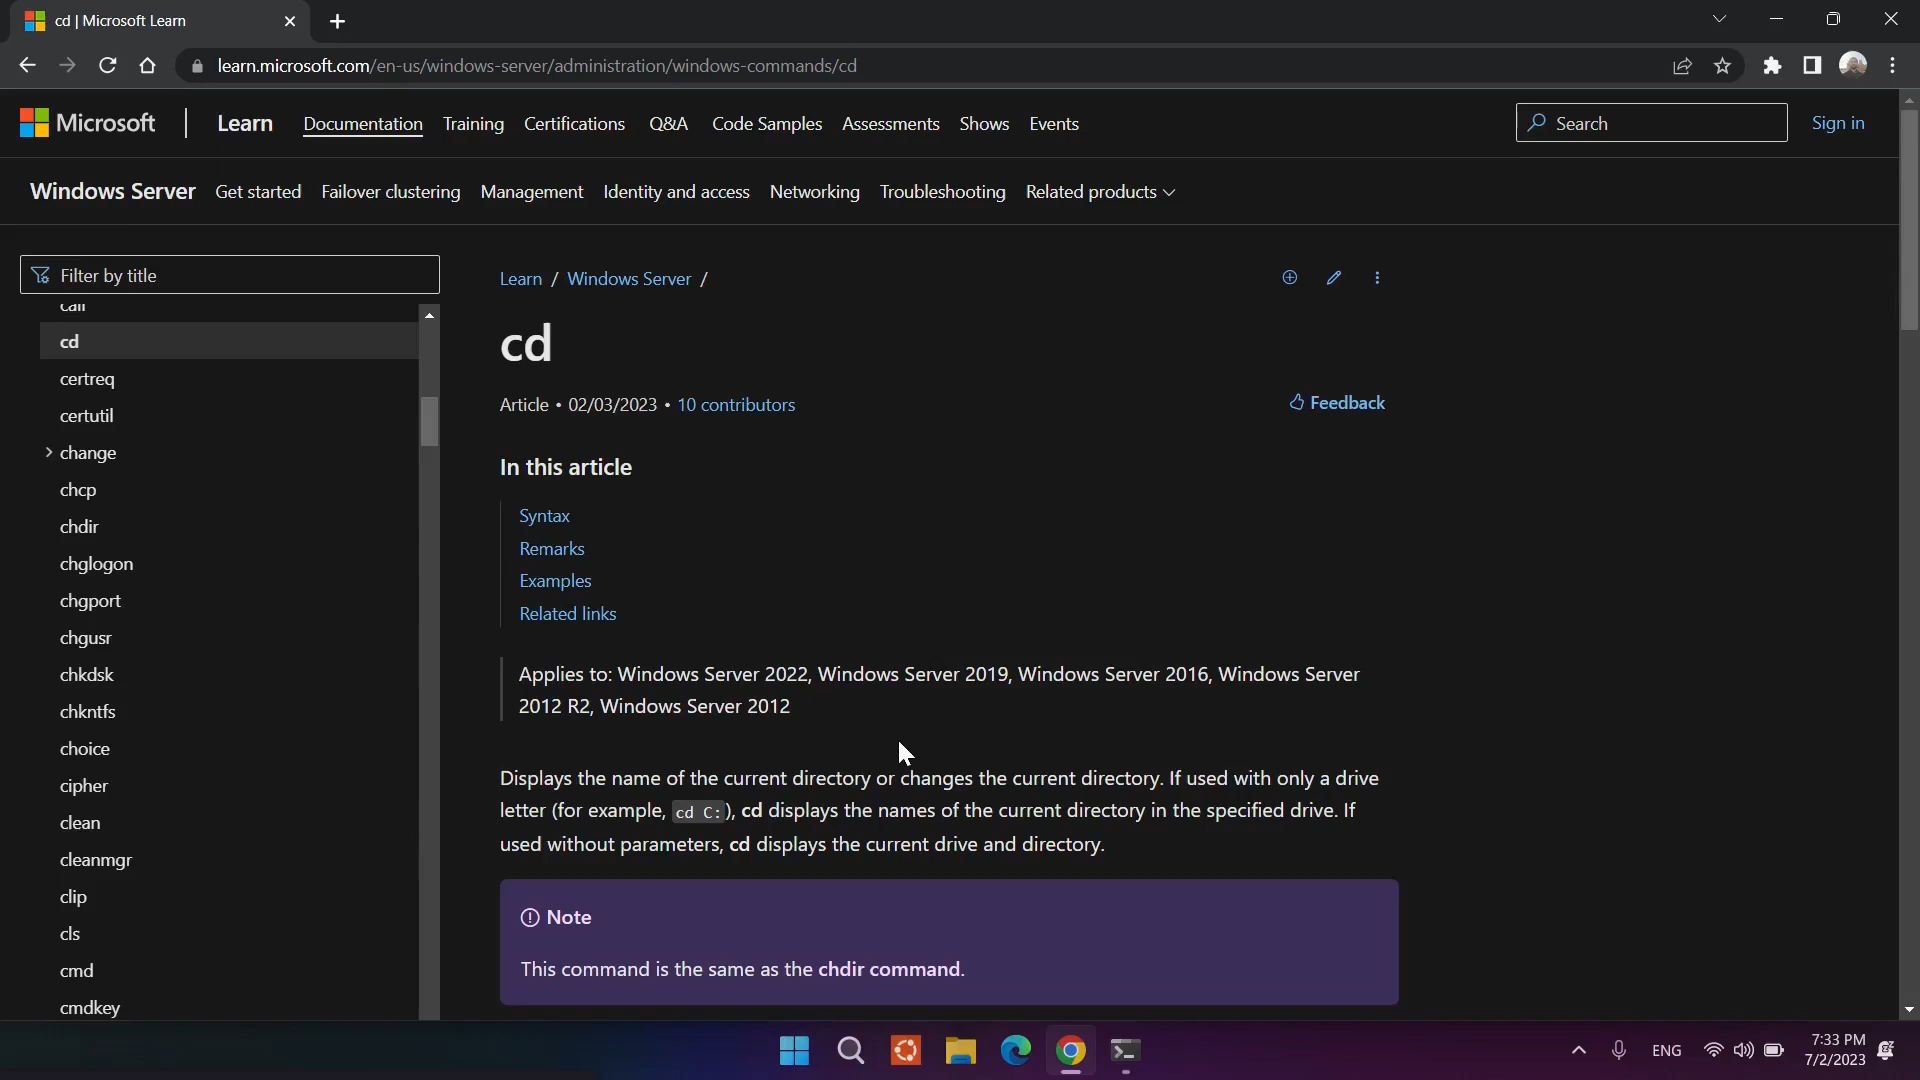 cd | Microsoft Learn
learn.microsoft.com/en-us/windows-server/administration/windows-commands/cd
Microsoft
Learn Documentation Training Certifications Q&A Code Samples Assessments Shows Events
Search
Sign in
Windows Server Get started Failover clustering Management Identity and access Networking Troubleshooting Related products
Filter by title
call
cd
certreq
certutil
change
chcp
chdir
chglogon
chgport
chgusr
chkdsk
chkntfs
choice
cipher
clean
cleanmgr
clip
cls
cmd
cmdkey
Learn / Windows Server /
cd
Article • 02/03/2023 • 10 contributors
Feedback
In this article
Syntax
Remarks
Examples
Related links
Applies to: Windows Server 2022, Windows Server 2019, Windows Server 2016, Windows Server
2012 R2, Windows Server 2012
Displays the name of the current directory or changes the current directory. If used with only a drive
letter (for example, cd C:), cd displays the names of the current directory in the specified drive. If
used without parameters, cd displays the current drive and directory.
Note
This command is the same as the chdir command.
ENG
7:33 PM
7/2/2023